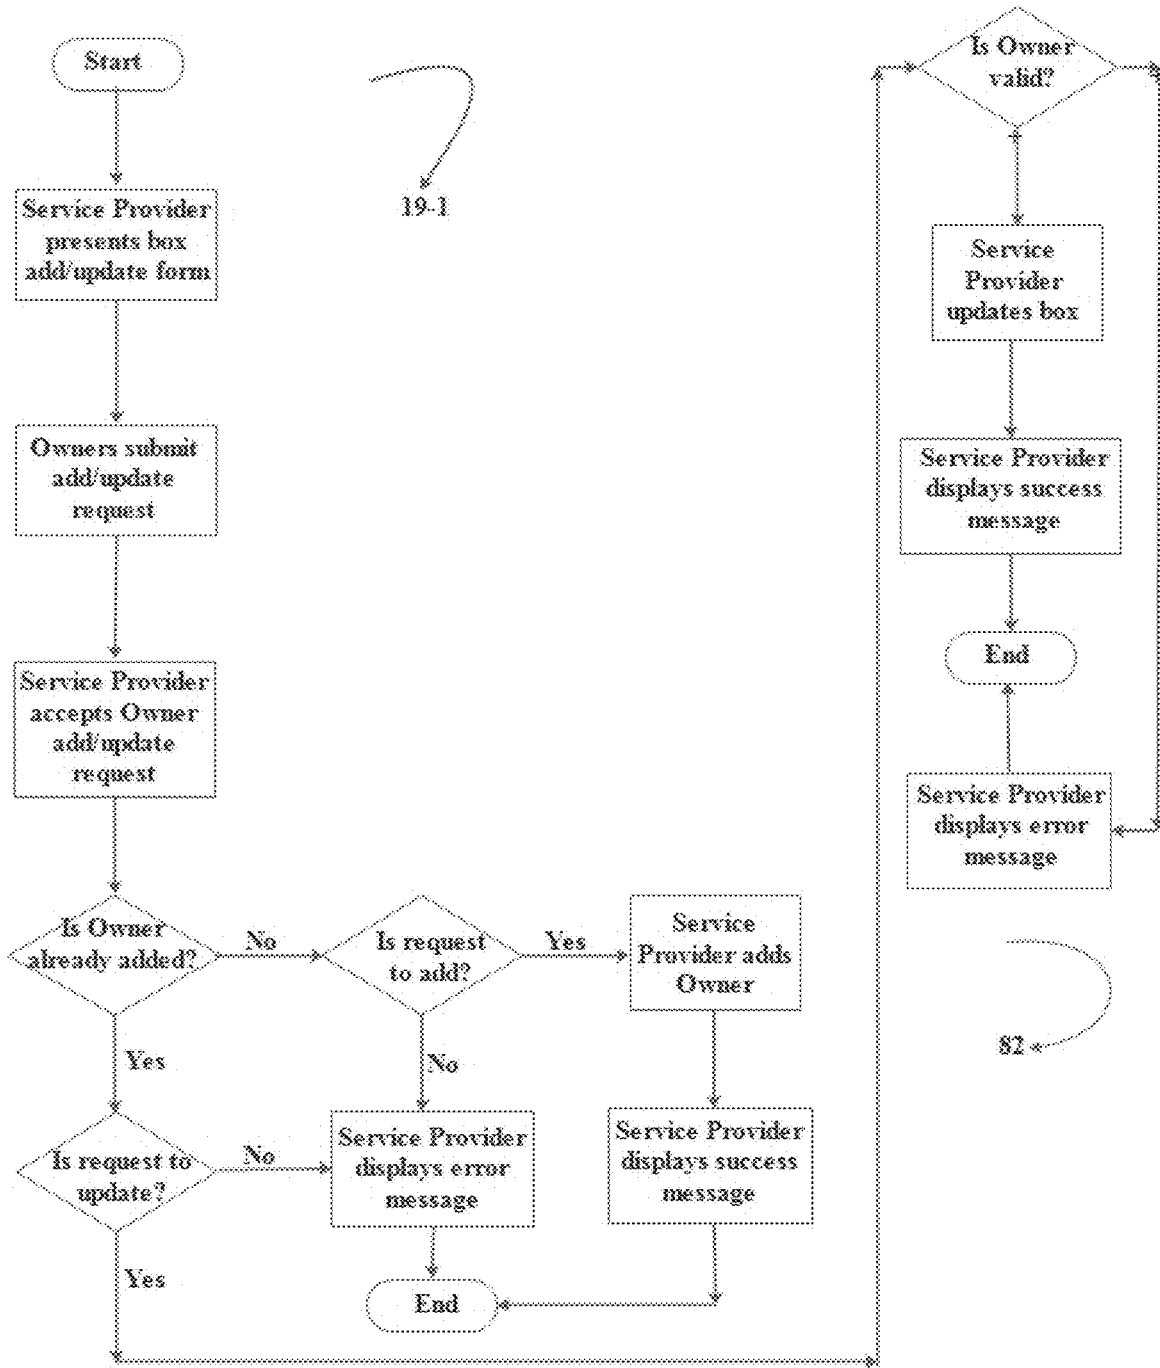 Start
19-1
Service Provider
presents box
add/update form
Owners submit
add/update
request
Service Provider
accepts Owner
add/update
request
Is Owner
already added?
No
Is request
to add?
Yes
Service
Provider adds
Owner
Yes
No
Is request to
update?
No
Service Provider
displays error
message
Service Provider
displays success
message
Yes
End
Is Owner
valid?
Service
Provider
updates box
Service Provider
displays success
message
End
Service Provider
displays error
message
82